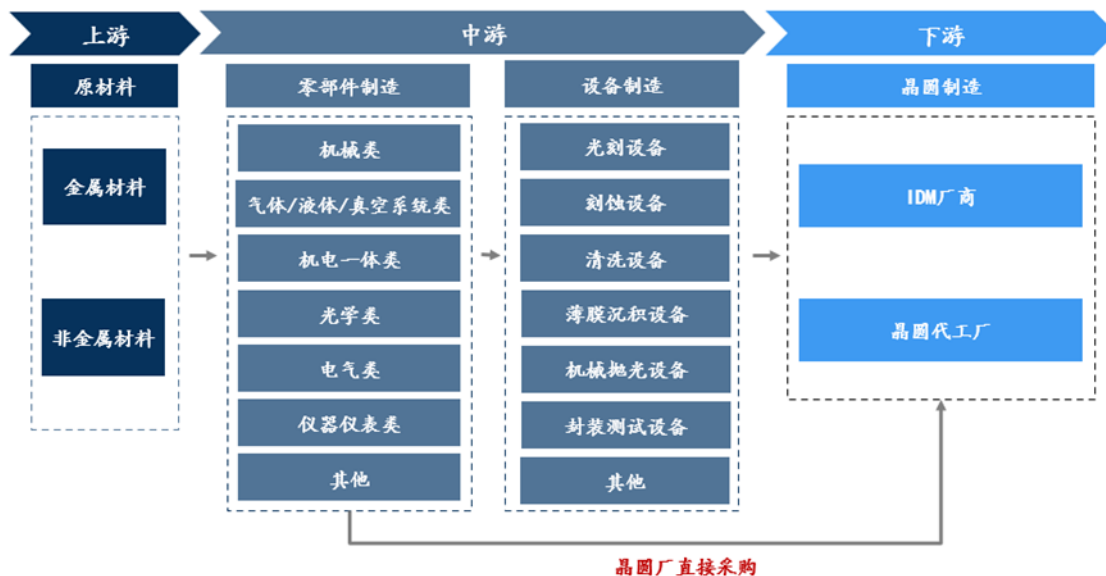 上游
中游
下游
原材料
零部件制造
设备制造
晶圆制造
金属材料
非金属材料
机械类
气体/液体/真空系统类
机电一体类
光学类
电气类
仪器仪表类
其他
光刻设备
刻蚀设备
清洗设备
薄膜沉积设备
机械抛光设备
封装测试设备
其他
IDM厂商
晶圆代工厂
晶圆厂直接采购